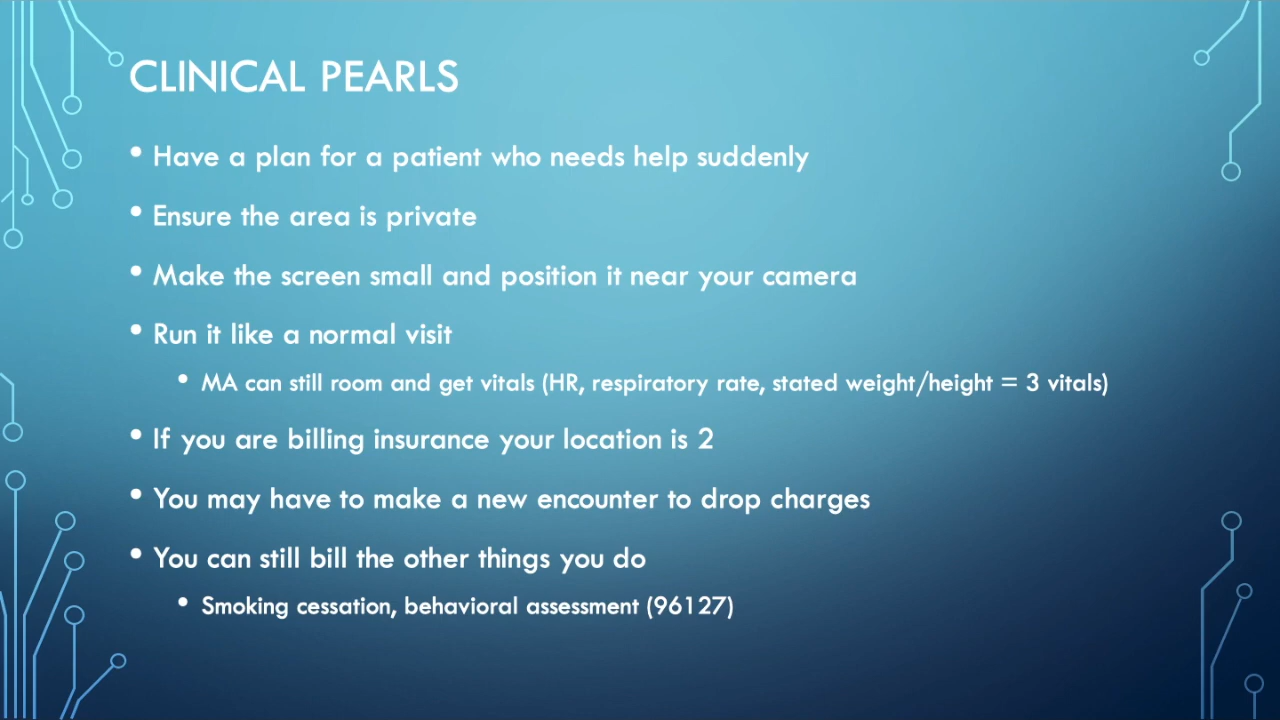 CLINICAL PEARLS
• Have a plan for a patient who needs help suddenly
• Ensure the area is private
• Make the screen small and position it near your camera
• Run it like a normal visit
• MA can still room and get vitals (HR, respiratory rate, stated weight/height = 3 vitals)
• If you are billing insurance your location is 2
• You may have to make a new encounter to drop charges
• You can still bill the other things you do
• Smoking cessation, behavioral assessment (96127)